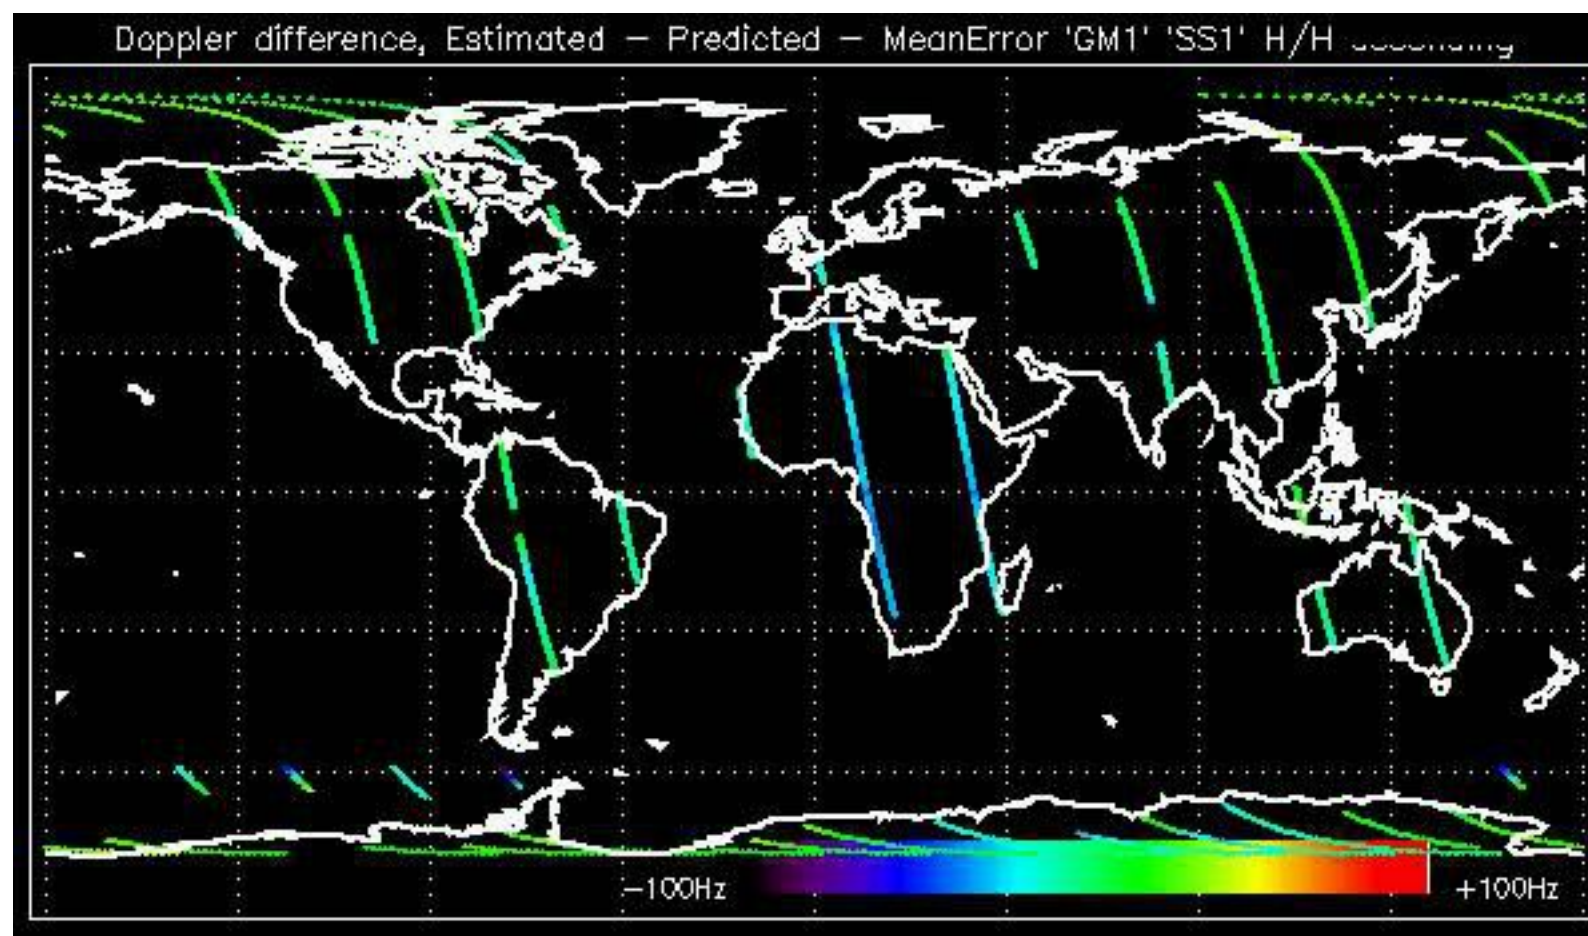 Doppler difference, Estimated – Predicted – MeanError 'GM1' 'SS1' H/H
-100Hz
+100Hz